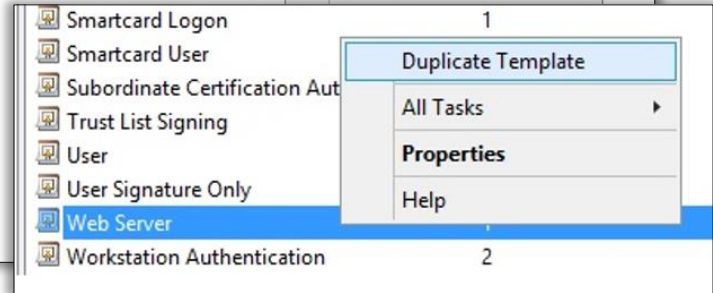 Smartcard Logon 1
Smartcard User
Duplicate Template
Subordinate Certification Aut
All Tasks
Trust List Signing
User
Properties
User Signature Only
Help
Web Server
Workstation Authentication 2